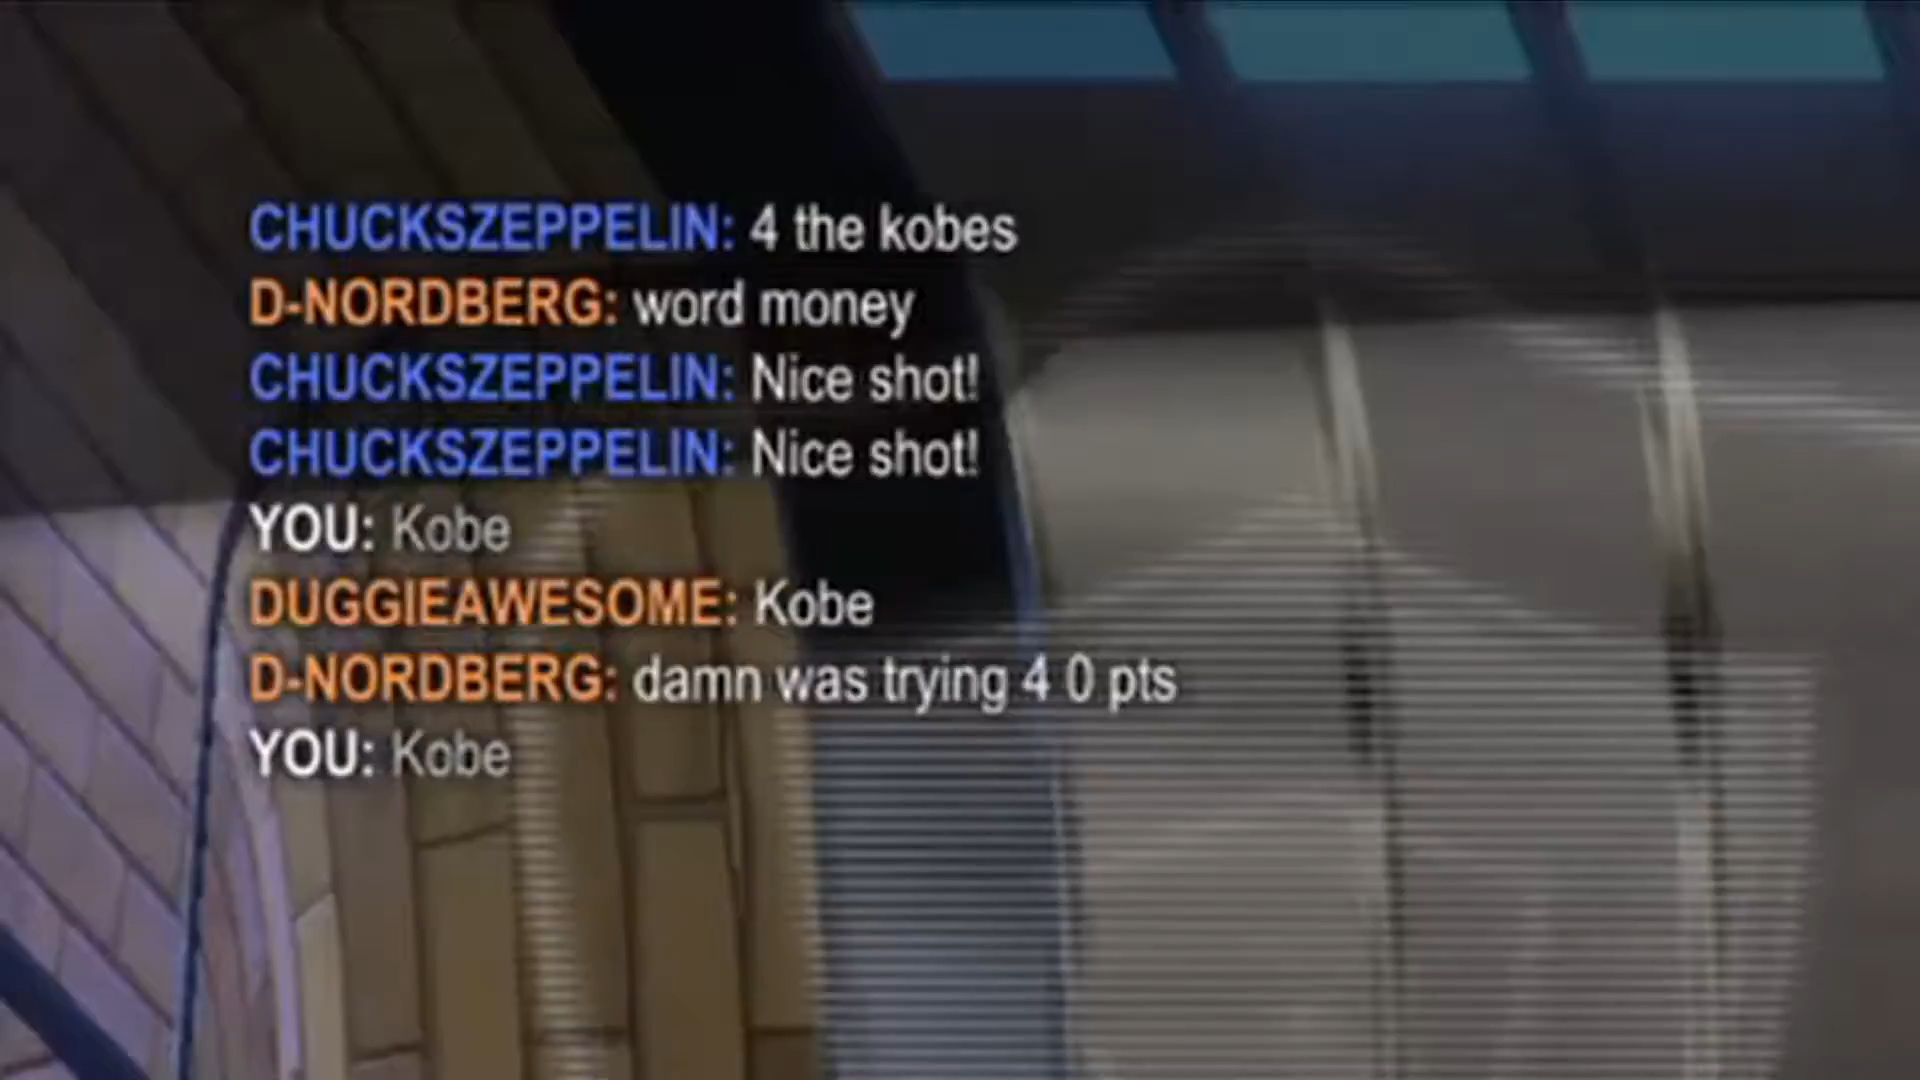 CHUCKSZEPPELIN: 4 the kobes
D-NORDBERG: word money
CHUCKSZEPPELIN: Nice shot!
CHUCKSZEPPELIN: Nice shot!
YOU: Kobe
DUGGIEAWESOME: Kobe
D-NORDBERG: damn was trying 4 0 pts
YOU: Kobe